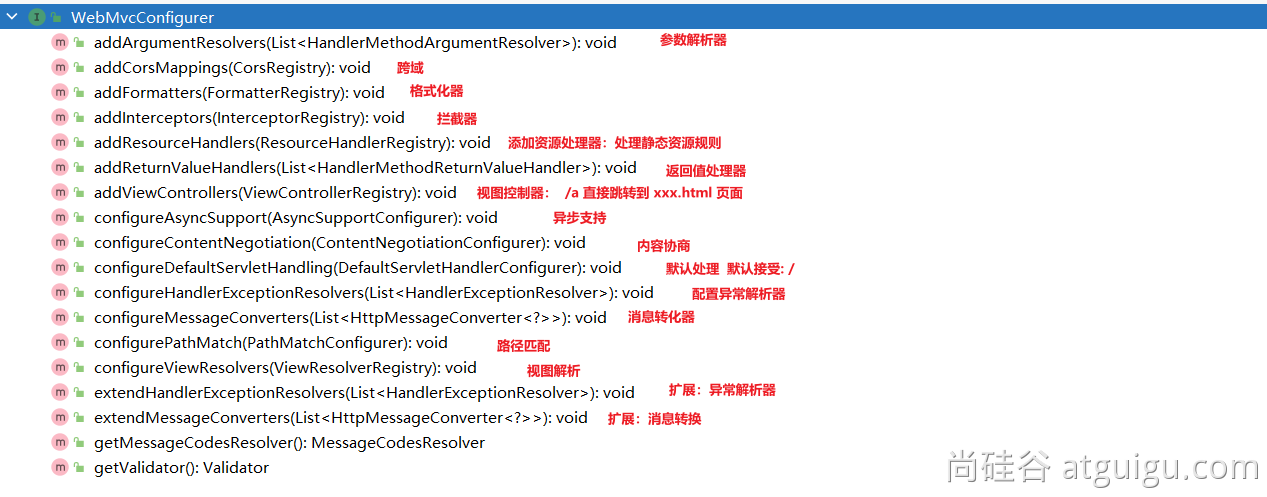 WebMvcConfigurer
addArgumentResolvers(List<HandlerMethodArgumentResolver>): void 参数解析器
addCorsMappings(CorsRegistry): void 跨域
addFormatters(FormatterRegistry): void 格式化器
addInterceptors(InterceptorRegistry): void 拦截器
addResourceHandlers(ResourceHandlerRegistry): void 添加资源处理器：处理静态资源规则
addReturnValueHandlers(List<HandlerMethodReturnValueHandler>): void 返回值处理器
addViewControllers(ViewControllerRegistry): void 视图控制器： /a 直接跳转到 xxx.html 页面
configureAsyncSupport(AsyncSupportConfigurer): void 异步支持
configureContentNegotiation(ContentNegotiationConfigurer): void 内容协商
configureDefaultServletHandling(DefaultServletHandlerConfigurer): void 默认处理 默认接受: /
configureHandlerExceptionResolvers(List<HandlerExceptionResolver>): void 配置异常解析器
configureMessageConverters(List<HttpMessageConverter<?>>): void 消息转化器
configurePathMatch(PathMatchConfigurer): void 路径匹配
configureViewResolvers(ViewResolverRegistry): void 视图解析
extendHandlerExceptionResolvers(List<HandlerExceptionResolver>): void 扩展：异常解析器
extendMessageConverters(List<HttpMessageConverter<?>>): void 扩展：消息转换
getMessageCodesResolver(): MessageCodesResolver
getValidator(): Validator
尚硅谷 atguigu.com